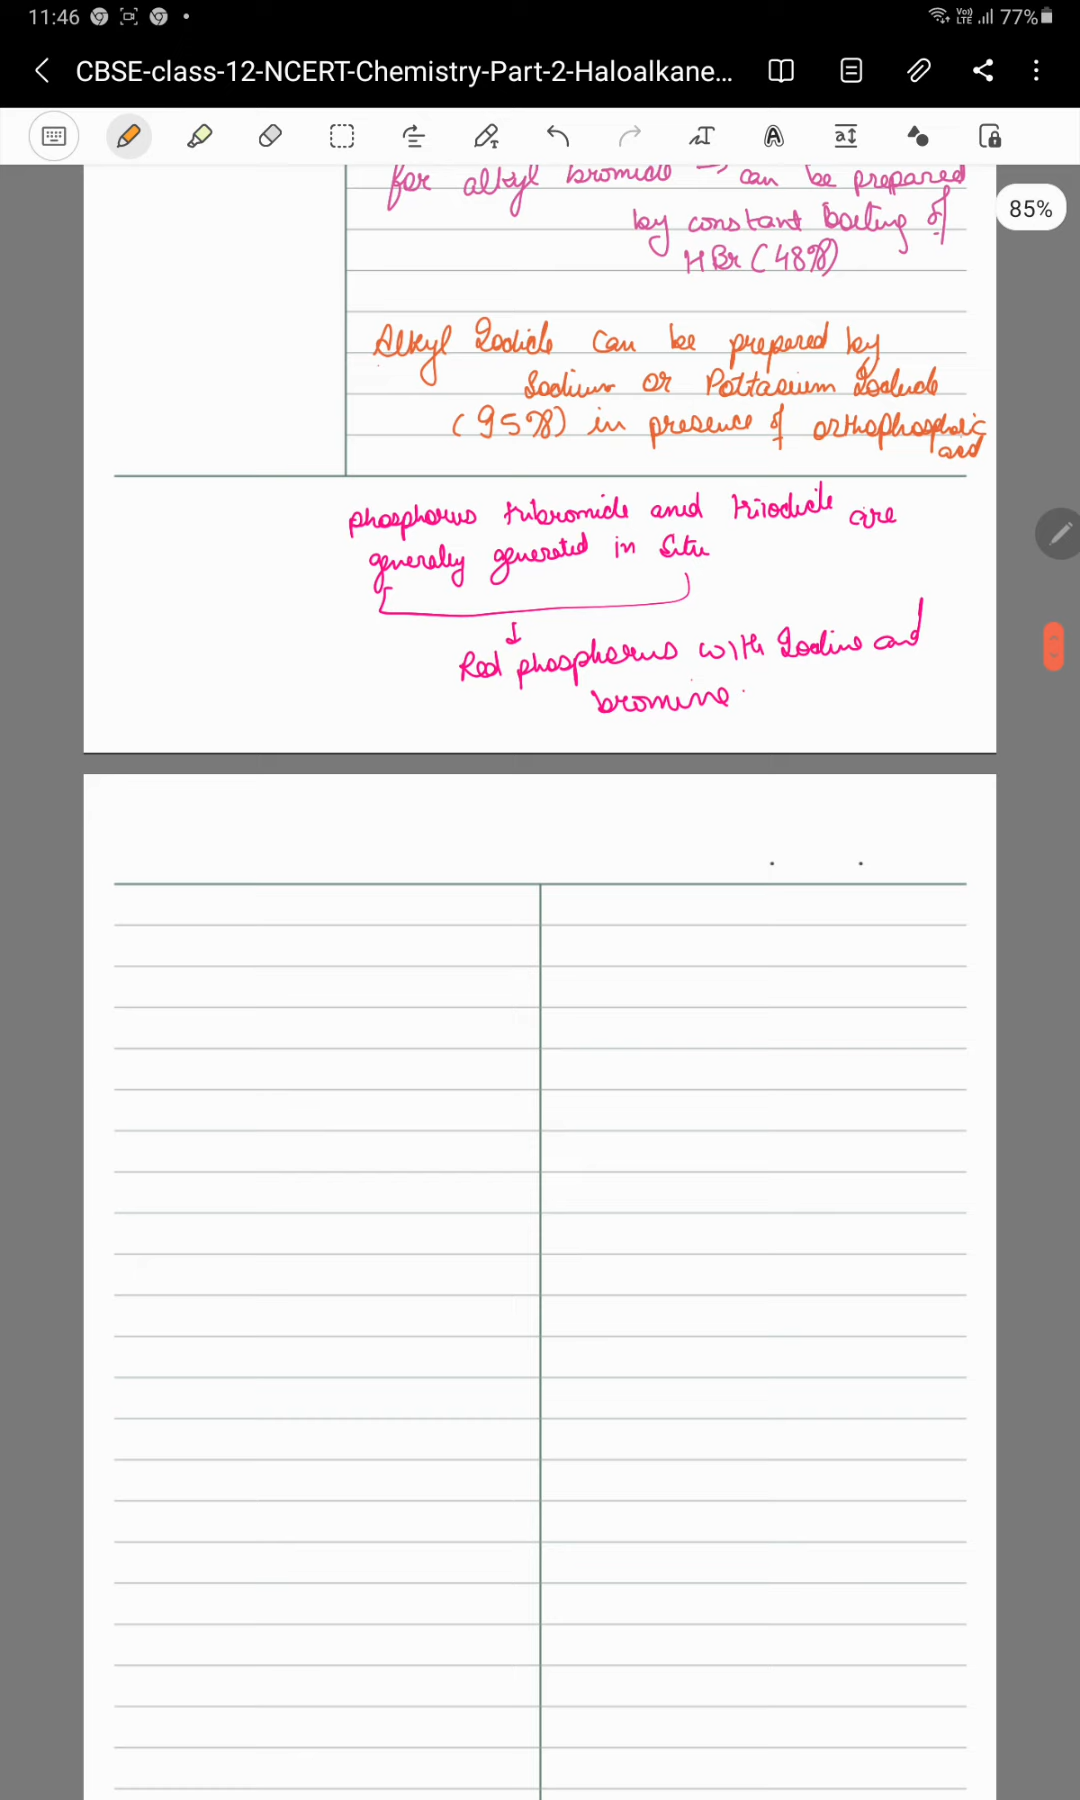 11:46
77%
CBSE-class-12-NCERT-Chemistry-Part-2-Haloalkane...
85%
for alkyl bromide → can be prepared
by constant boiling of
HBr (48%)
Alkyl Iodide can be prepared by
Sodium or Pottasium Iodide
(95%) in presence of orthophosphoric
acid
phosphorus tribromide and triiodide are
generally generated in situ
Red phosphorus with Iodine and
bromine.